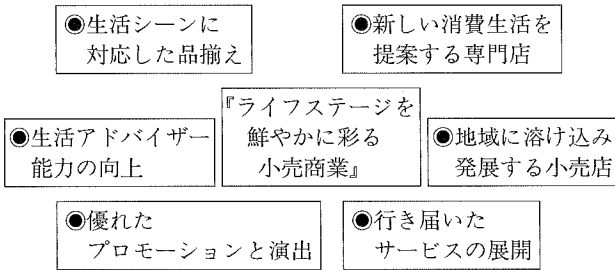 ◉生活シーンに
対応した品揃え
◉新しい消費生活を
提案する専門店
◉生活アドバイザー
能力の向上
『ライフステージを
鮮やかに彩る
小売商業』
◉地域に溶け込み
発展する小売店
◉優れた
プロモーションと演出
◉行き届いた
サービスの展開